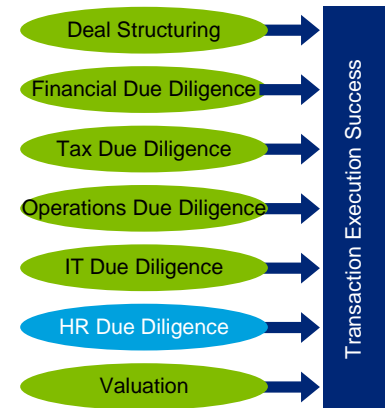 Deal Structuring
Financial Due Diligence
Tax Due Diligence
Operations Due Diligence
IT Due Diligence
HR Due Diligence
Valuation
Transaction Execution Success